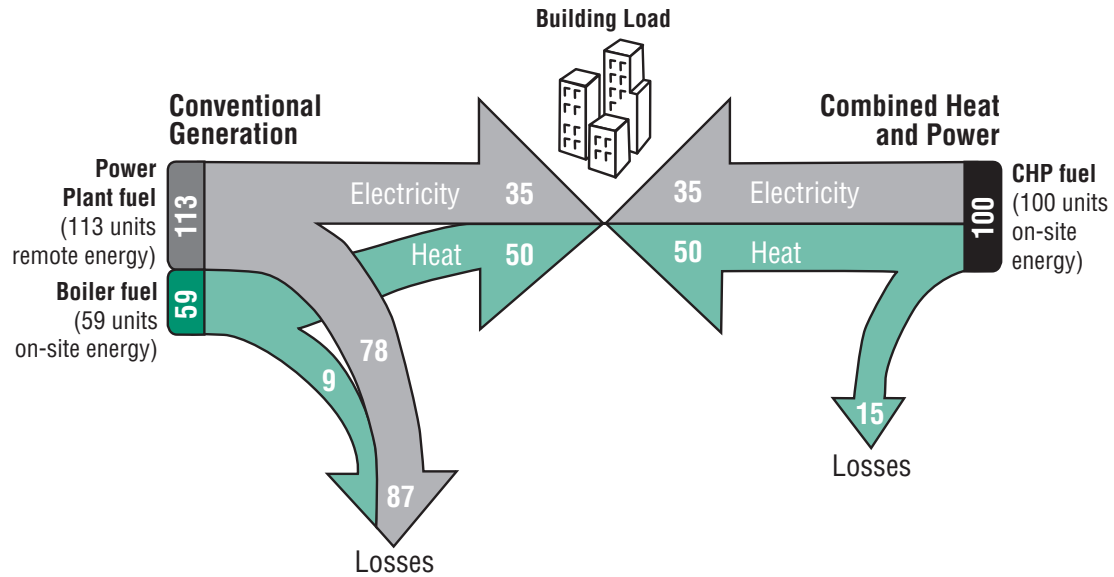 Building Load
Conventional
Generation
Combined Heat
and Power
Power
Plant fuel
(113 units
remote energy)
113
Boiler fuel
(59 units
on-site energy)
59
Electricity 35
Heat 50
35 Electricity
50 Heat
100
CHP fuel
(100 units
on-site
energy)
78
9
87
Losses
15
Losses